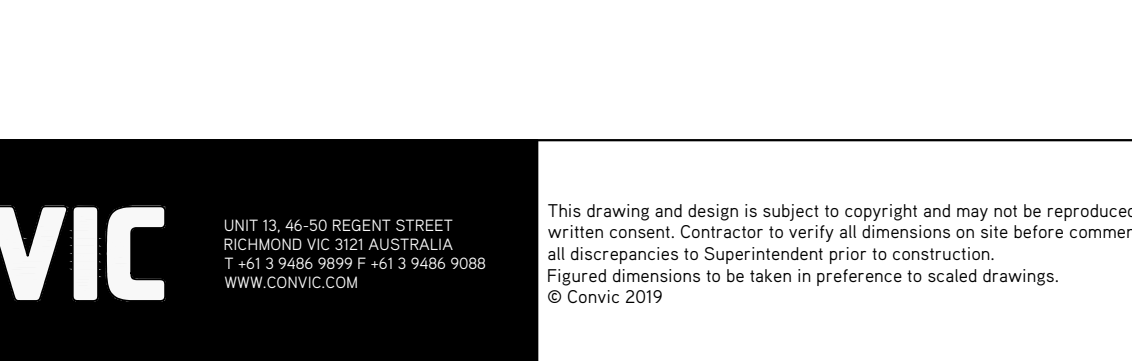 VIC
UNIT 13, 46-50 REGENT STREET
RICHMOND VIC 3121 AUSTRALIA
T +61 3 9486 9899 F +61 3 9486 9088
WWW.CONVIC.COM
This drawing and design is subject to copyright and may not be reproduced
written consent. Contractor to verify all dimensions on site before commen
all discrepancies to Superintendent prior to construction.
Figured dimensions to be taken in preference to scaled drawings.
© Convic 2019